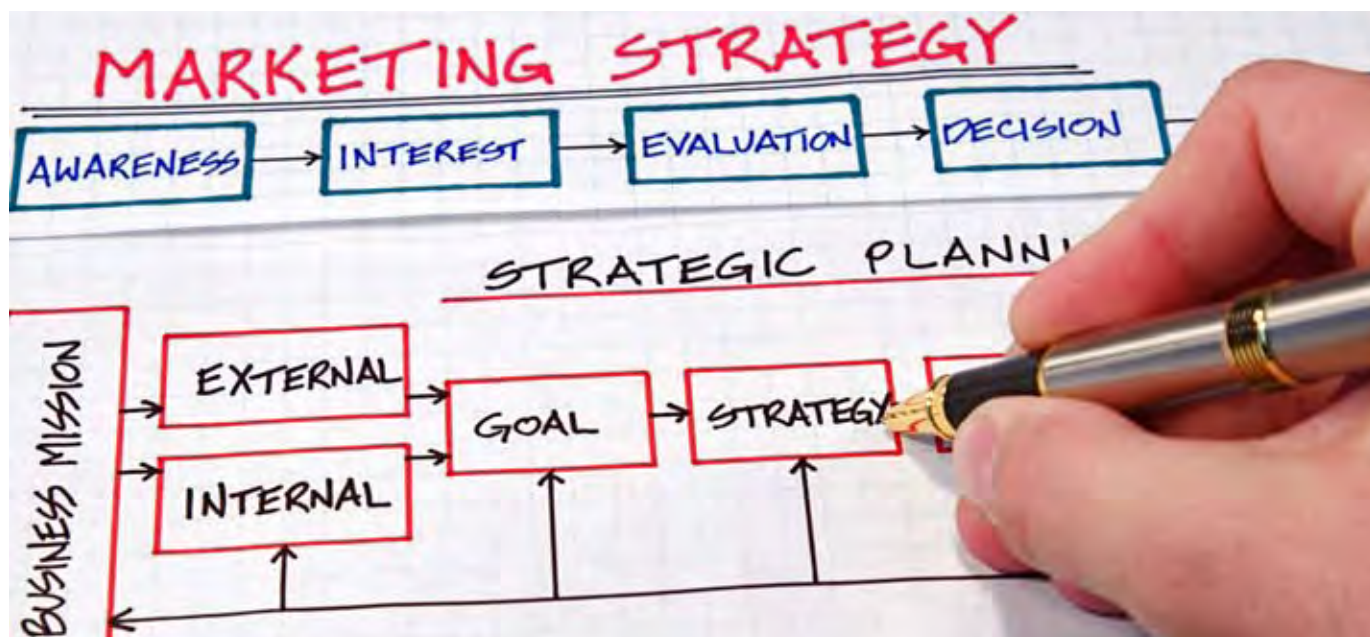 MARKETING STRATEGY
AWARENESS
INTEREST
EVALUATION
DECISION
STRATEGIC
BUSINESS MISSION
EXTERNAL
INTERNAL
GOAL
STRATEGY